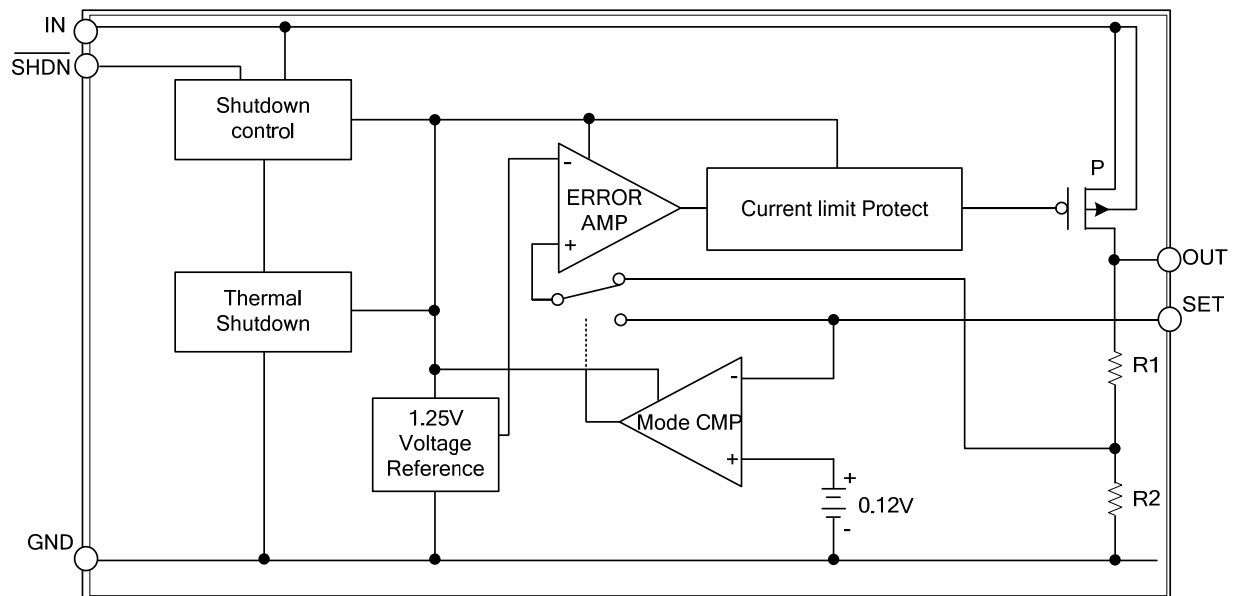 IN
SHDN
Shutdown
control
P
-
ERROR
AMP
+
Current limit Protect
OUT
SET
Thermal
Shutdown
R1
-
Mode CMP
+
1.25V
Voltage
Reference
+
0.12V
-
R2
GND